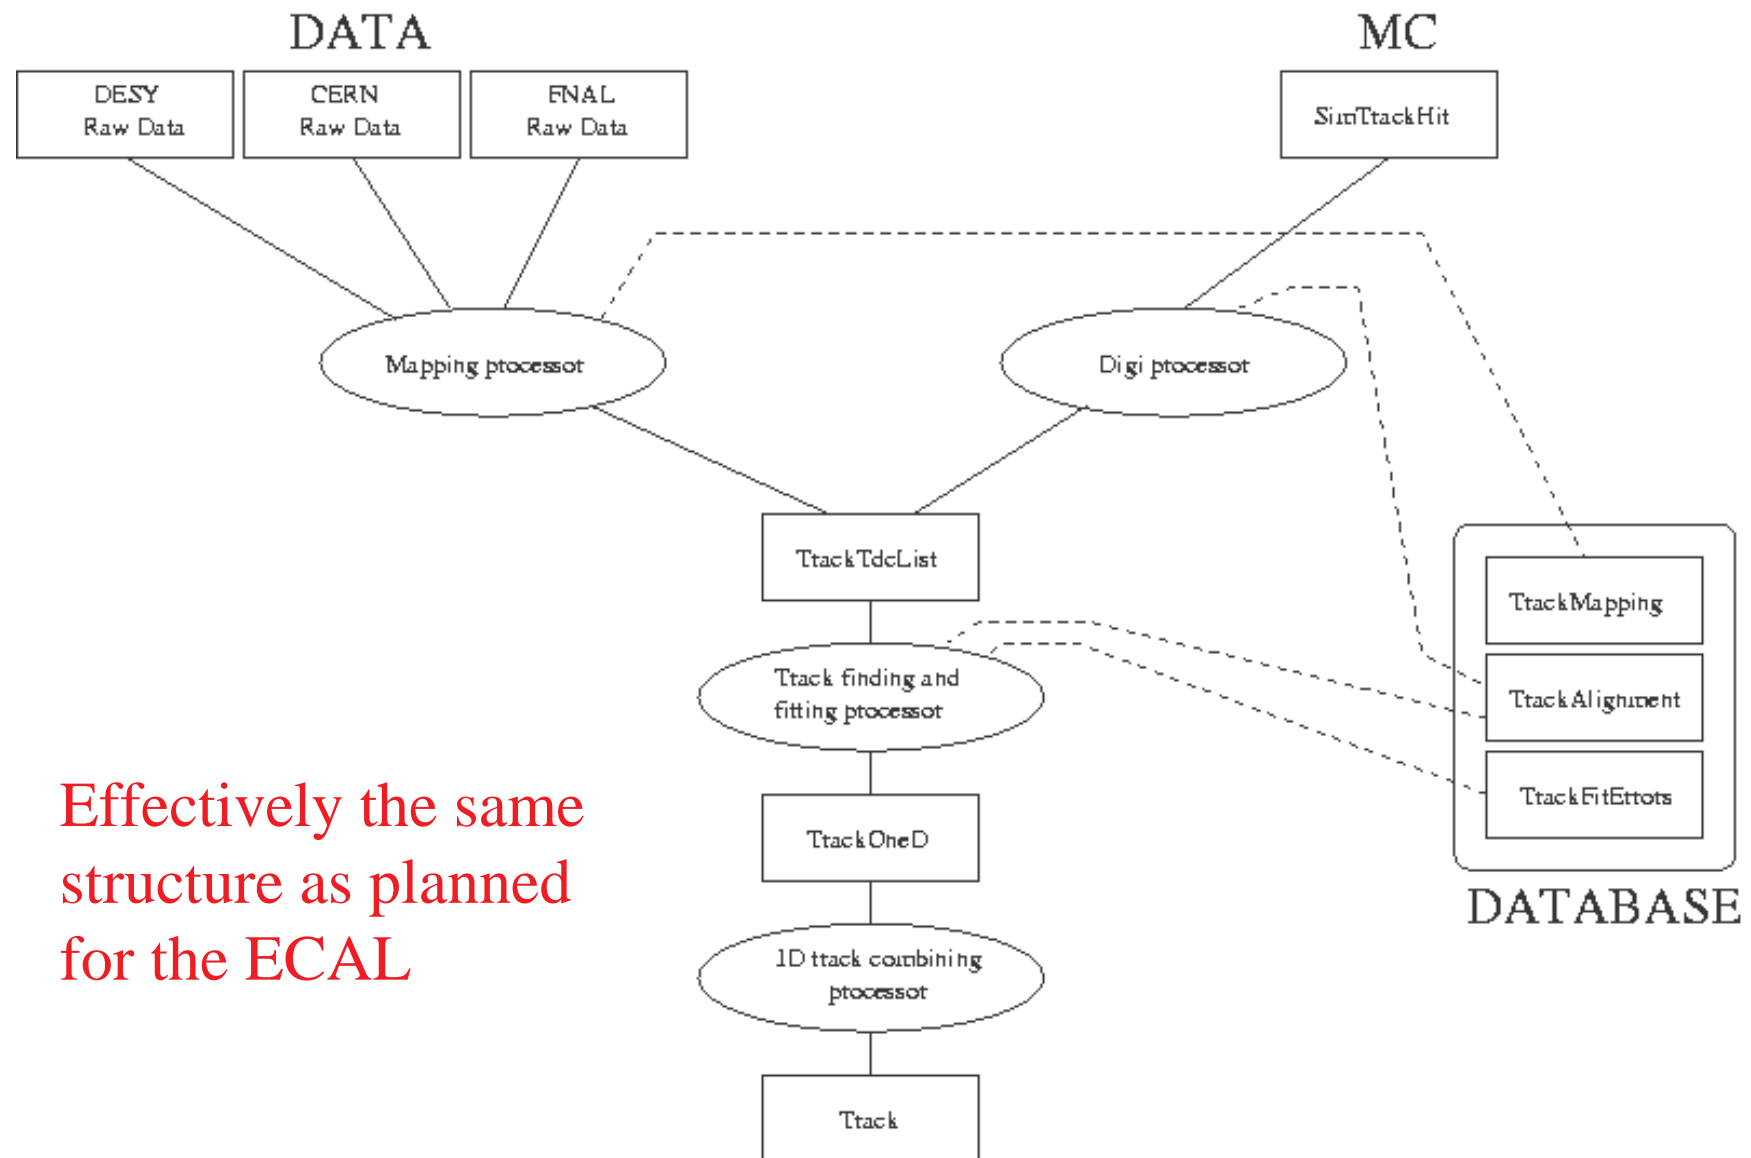 DATA
MC
DESY
Raw Data
CERN
Raw Data
FNAL
Raw Data
SimTrackHit
Mapping processor
Digi processor
TrackTdcList
TrackMapping
TrackAlignment
TrackFitErrors
DATABASE
Track finding and
fitting processor
TrackOneD
1D track combining
processor
Track
Effectively the same
structure as planned
for the ECAL